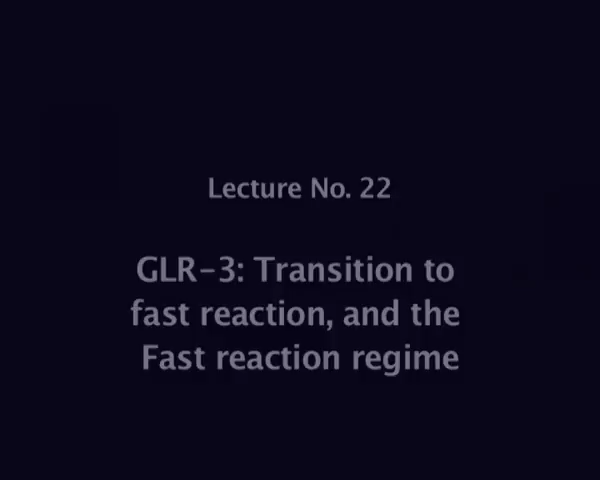 Lecture No. 22
GLR-3: Transition to
fast reaction, and the
Fast reaction regime